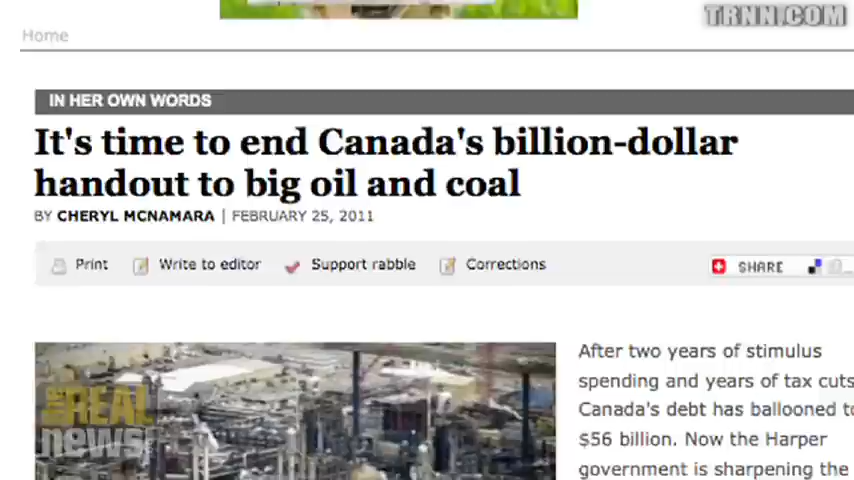 TRNN.COM
Home
IN HER OWN WORDS
It's time to end Canada's billion-dollar
handout to big oil and coal
BY CHERYL MCNAMARA | FEBRUARY 25, 2011
Print Write to editor Support rabble Corrections SHARE
After two years of stimulus
spending and years of tax cuts
Canada's debt has ballooned to
$56 billion. Now the Harper
government is sharpening the
THE REAL
news